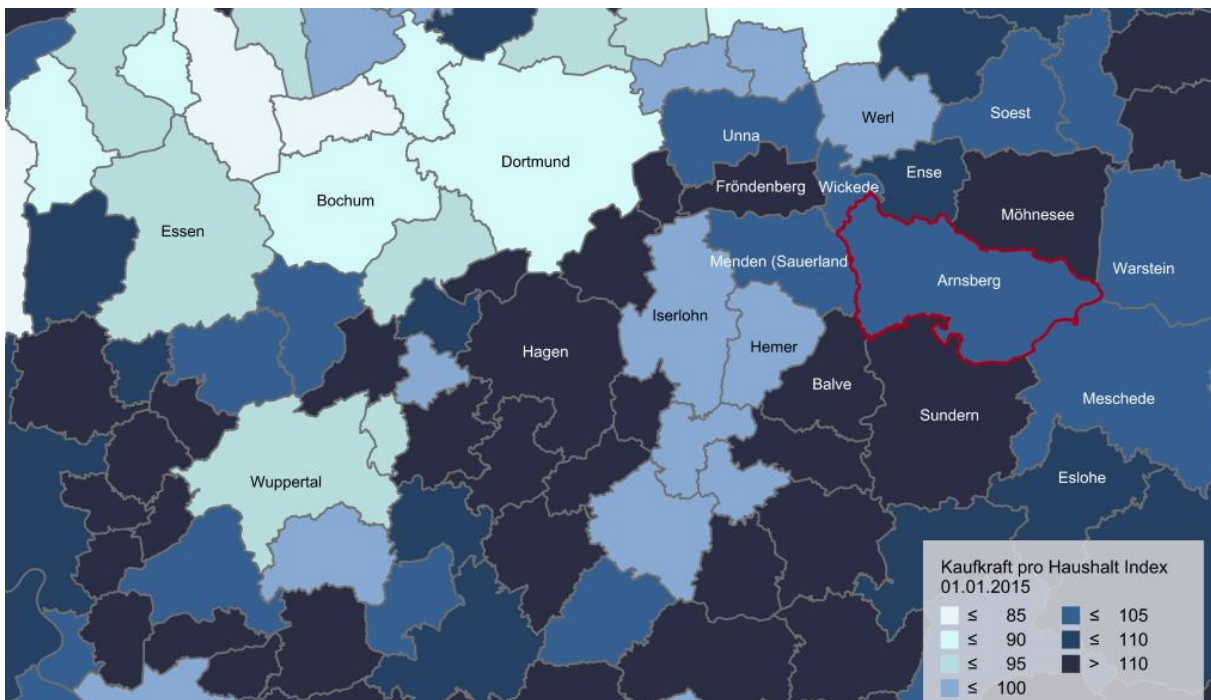 Dortmund
Unna
Werl
Soest
Bochum
Fröndenberg
Wickede
Ense
Essen
Möhnesee
Menden (Sauerland
Arnsberg
Warstein
Iserlohn
Hagen
Hemer
Balve
Sundern
Meschede
Wuppertal
Eslohe
Kaufkraft pro Haushalt Index
01.01.2015
≤ 85
≤ 90
≤ 95
≤ 100
≤ 105
≤ 110
> 110